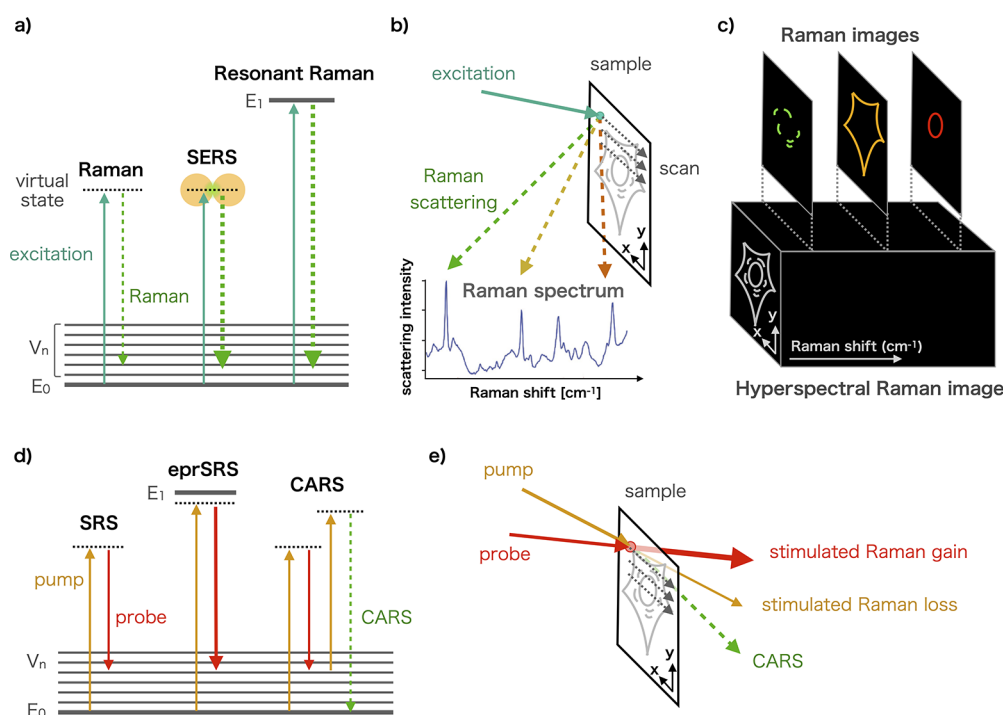 a)
Resonant Raman
E₁
SERS
Raman
virtual
state
excitation
Raman
Vₙ
E₀
b)
sample
excitation
scan
Raman
scattering
y
x
Raman spectrum
scattering intensity
Raman shift [cm⁻¹]
c)
Raman images
y
x
Raman shift (cm⁻¹)
Hyperspectral Raman image
d)
eprSRS
E₁
CARS
SRS
pump
probe
CARS
Vₙ
E₀
e)
pump
sample
probe
stimulated Raman gain
stimulated Raman loss
CARS
y
x